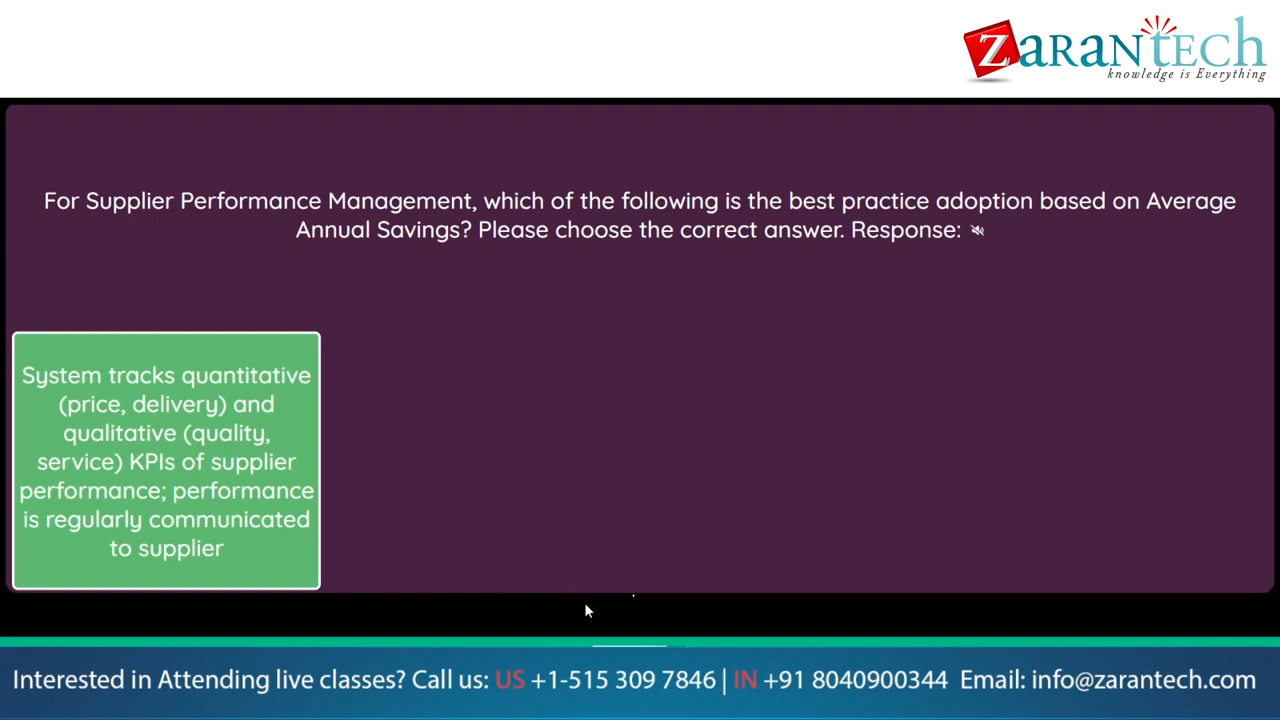 ZARANTECH
knowledge is Everything
For Supplier Performance Management, which of the following is the best practice adoption based on Average
Annual Savings? Please choose the correct answer. Response:
System tracks quantitative
(price, delivery) and
qualitative (quality,
service) KPIs of supplier
performance; performance
is regularly communicated
to supplier
Interested in Attending live classes? Call us: US +1-515 309 7846 | IN +91 8040900344 Email: info@zarantech.com